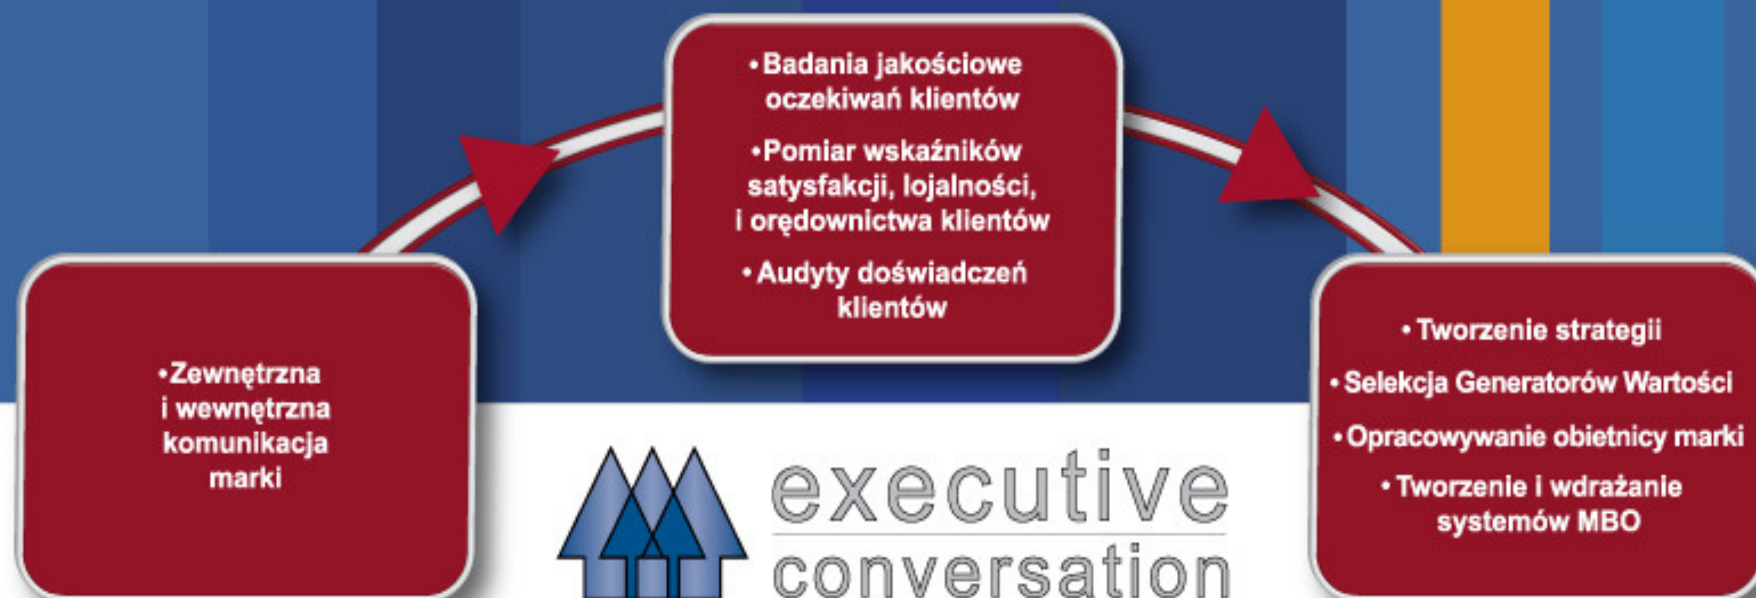 •Badania jakościowe
oczekiwań klientów
•Pomiar wskaźników
satysfakcji, lojalności,
i orędownictwa klientów
•Audyty doświadczeń
klientów
•Zewnętrzna
i wewnętrzna
komunikacja
marki
•Tworzenie strategii
•Selekcja Generatorów Wartości
•Opracowywanie obietnicy marki
•Tworzenie i wdrażanie
systemów MBO
executive
conversation